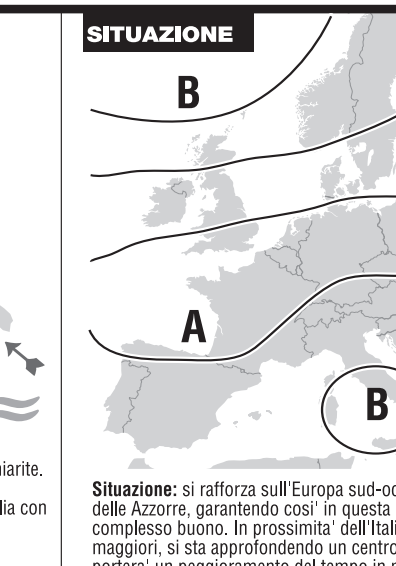 SITUAZIONE
B
A
B
iarite.
lia con
Situazione: si rafforza sull'Europa sud-oc
delle Azzorre, garantendo cosi' in questa
complesso buono. In prossimita' dell'Itali
maggiori, si sta approfondendo un centro